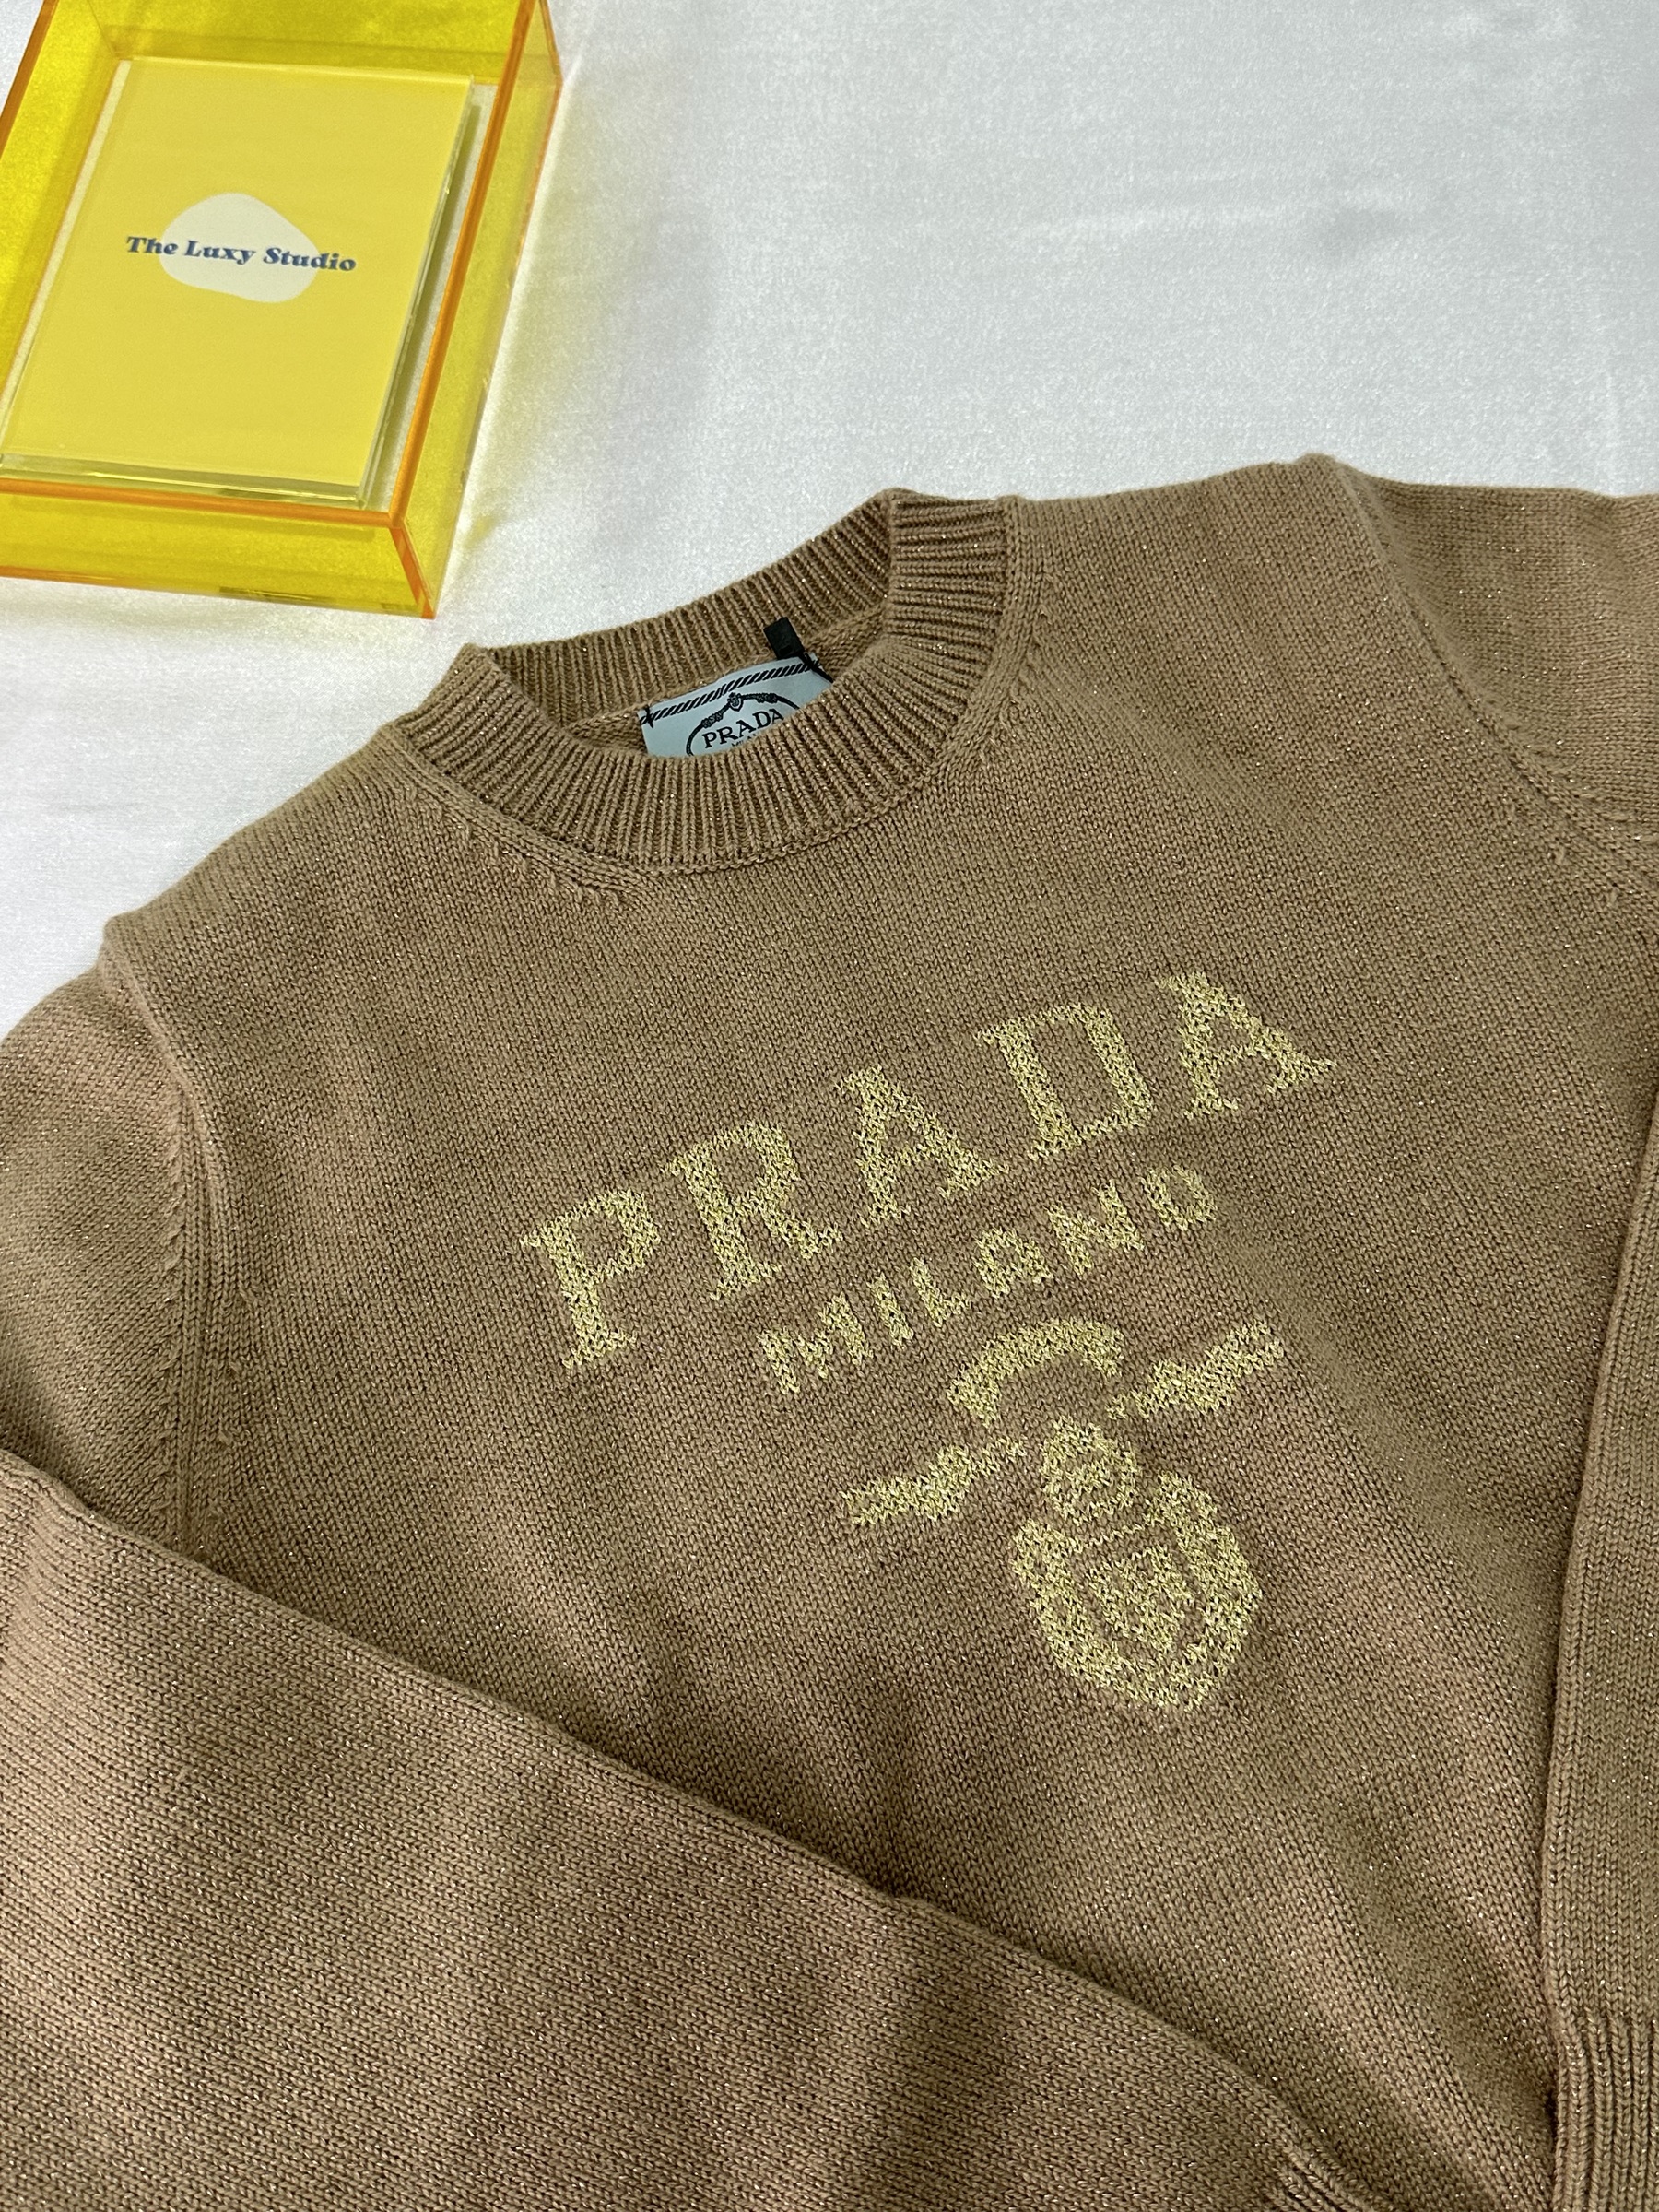 The Luxy Studio
PRADA
PRADA
MILANO